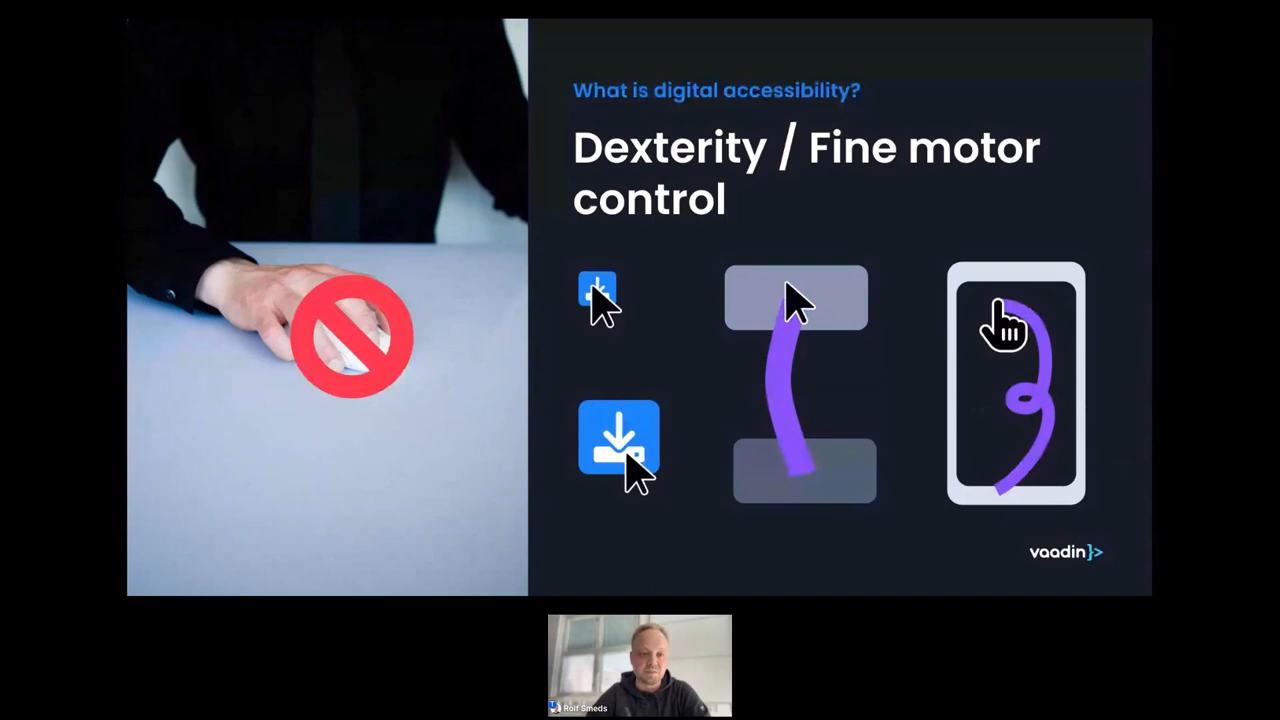 What is digital accessibility?
Dexterity / Fine motor
control
vaadin}>
Rolf Smeds